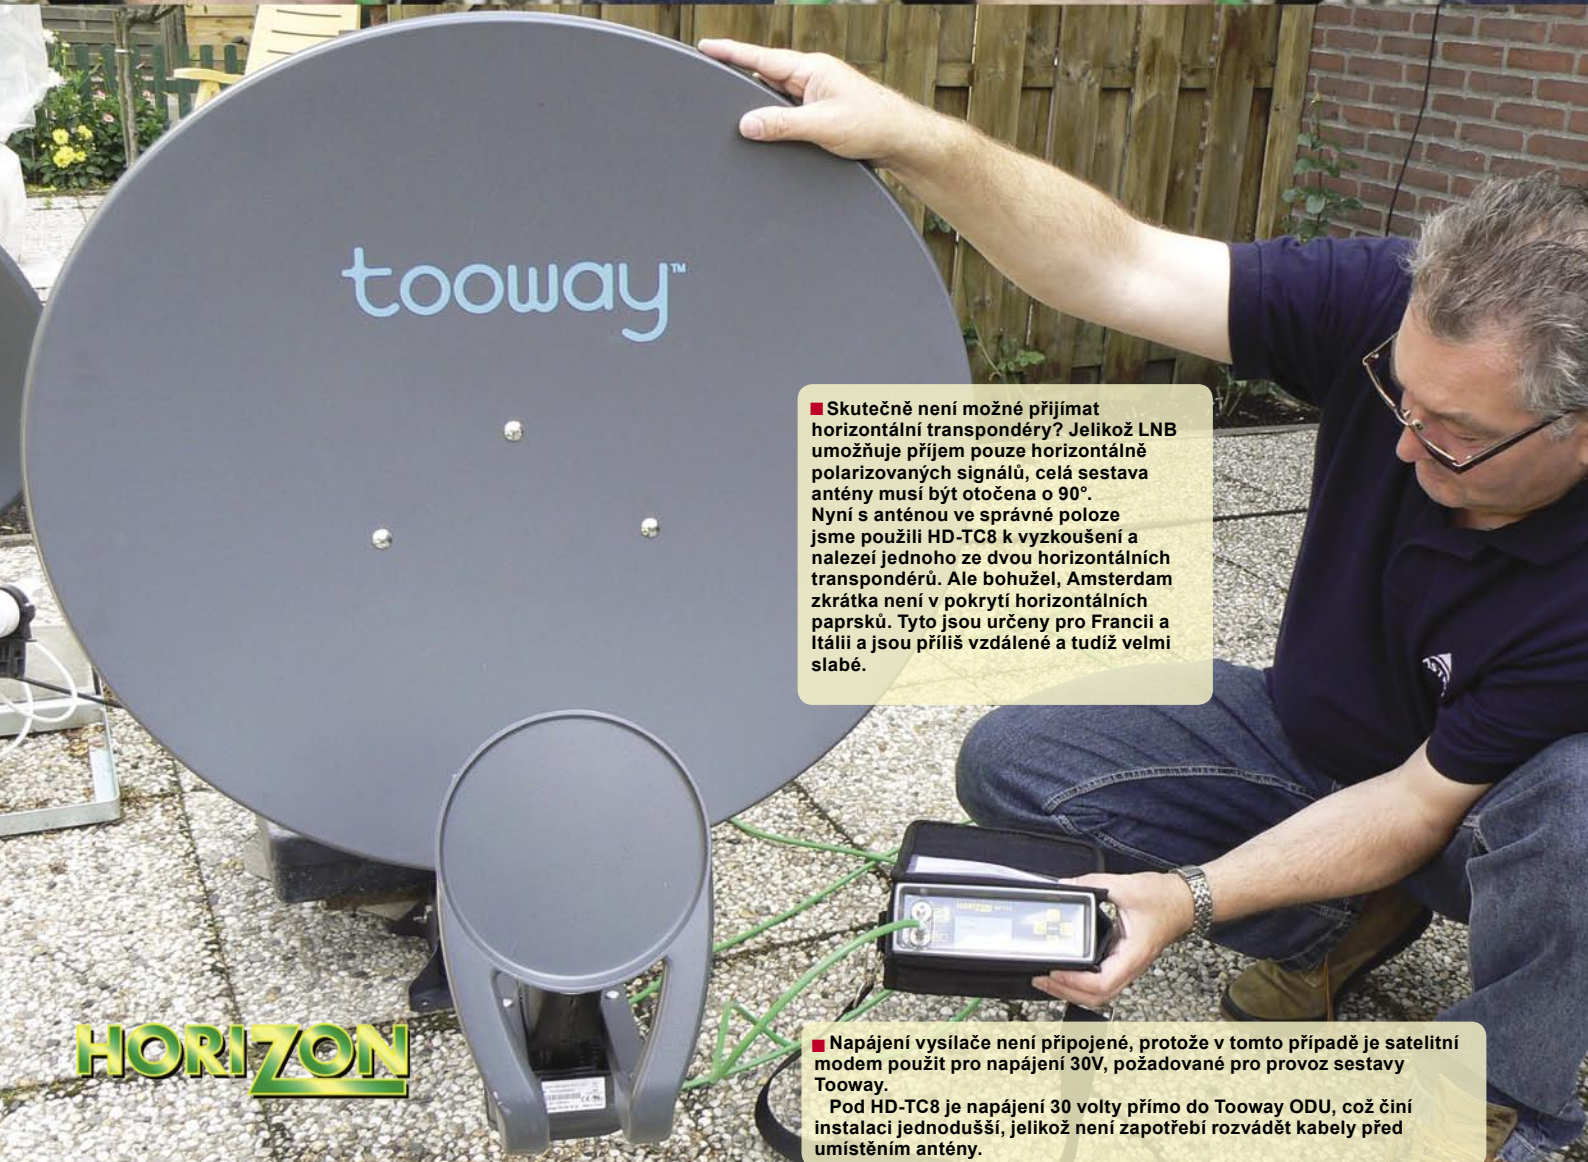 tooway™
■ Skutečně není možné přijímat
horizontální transpondéry? Jelikož LNB
umožňuje příjem pouze horizontálně
polarizovaných signálů, celá sestava
antény musí být otočena o 90°.
Nyní s anténou ve správné poloze
jsme použili HD-TC8 k vyzkoušení a
nalezeí jednoho ze dvou horizontálních
transpondérů. Ale bohužel, Amsterdam
zkrátka není v pokrytí horizontálních
paprsků. Tyto jsou určeny pro Francii a
Itálii a jsou příliš vzdálené a tudíž velmi
slabé.
HORIZON
HORIZON
■ Napájení vysílače není připojené, protože v tomto případě je satelitní
modem použit pro napájení 30V, požadované pro provoz sestavy
Tooway.
Pod HD-TC8 je napájení 30 volty přímo do Tooway ODU, což činí
instalaci jednodušší, jelikož není zapotřebí rozvádět kabely před
umístěním antény.